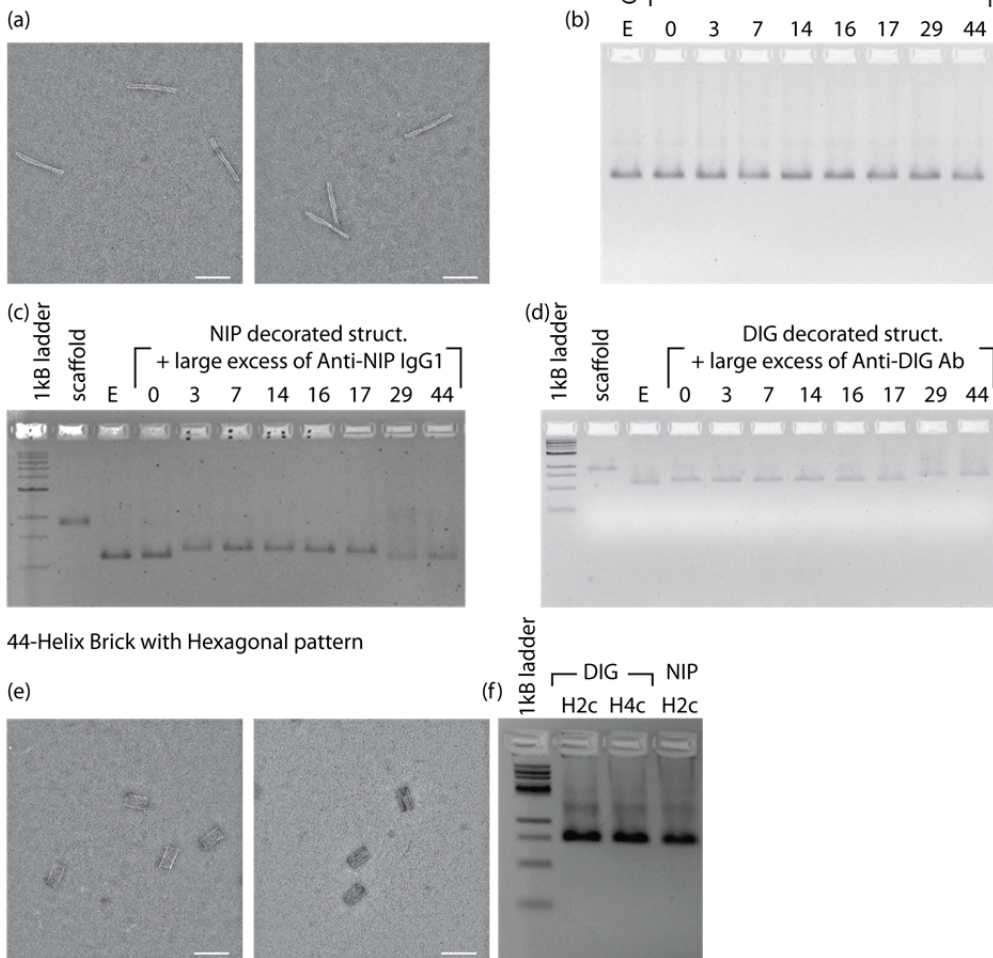 (a)
(b)
E 0 3 7 14 16 17 29 44
(c)
1kB ladder
scaffold
NIP decorated struct.
+ large excess of Anti-NIP IgG1
E 0 3 7 14 16 17 29 44
(d)
1kB ladder
scaffold
DIG decorated struct.
+ large excess of Anti-DIG Ab
E 0 3 7 14 16 17 29 44
44-Helix Brick with Hexagonal pattern
(e)
(f)
1kB ladder
DIG NIP
H2c H4c H2c